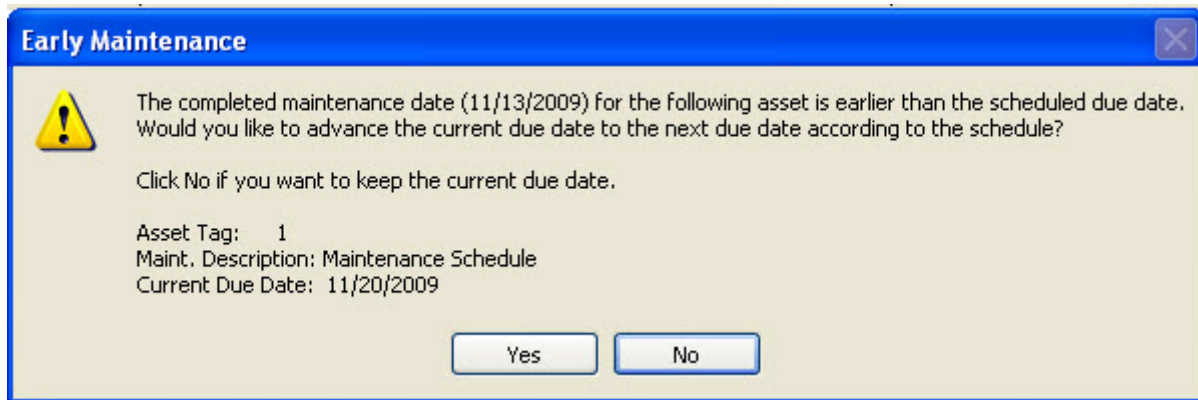 Early Maintenance
The completed maintenance date (11/13/2009) for the following asset is earlier than the scheduled due date.
Would you like to advance the current due date to the next due date according to the schedule?
Click No if you want to keep the current due date.
Asset Tag: 1
Maint. Description: Maintenance Schedule
Current Due Date: 11/20/2009
Yes No